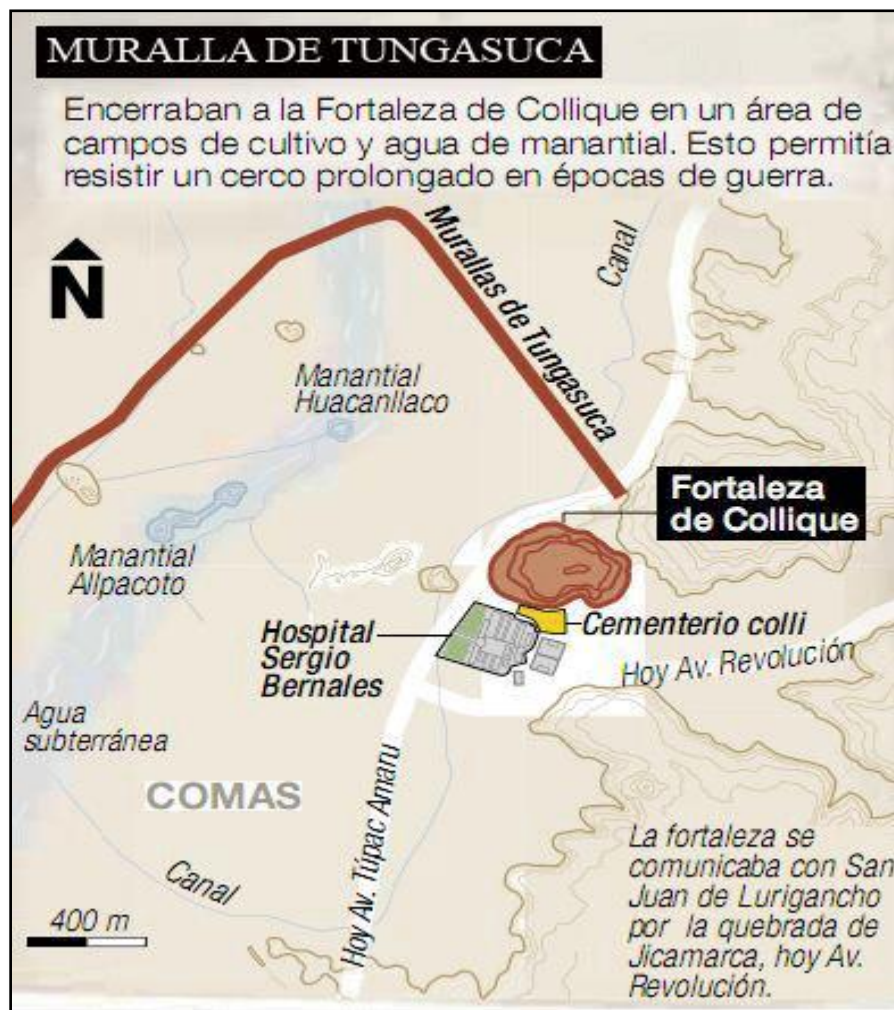 MURALLA DE TUNGASUCA
Encerraban a la Fortaleza de Collique en un área de
campos de cultivo y agua de manantial. Esto permitía
resistir un cerco prolongado en épocas de guerra.
N
Murallas de Tungasuca
Canal
Manantial
Huacanllaco
Fortaleza
de Collique
Manantial
Allpacoto
Hospital
Sergio
Bernales
Cementerio colli
Hoy Av. Revolución
Agua
subterránea
COMAS
Hoy Av. Túpac Amaru
Canal
400 m
La fortaleza se
comunicaba con San
Juan de Lurigancho
por la quebrada de
Jicamarca, hoy Av.
Revolución.